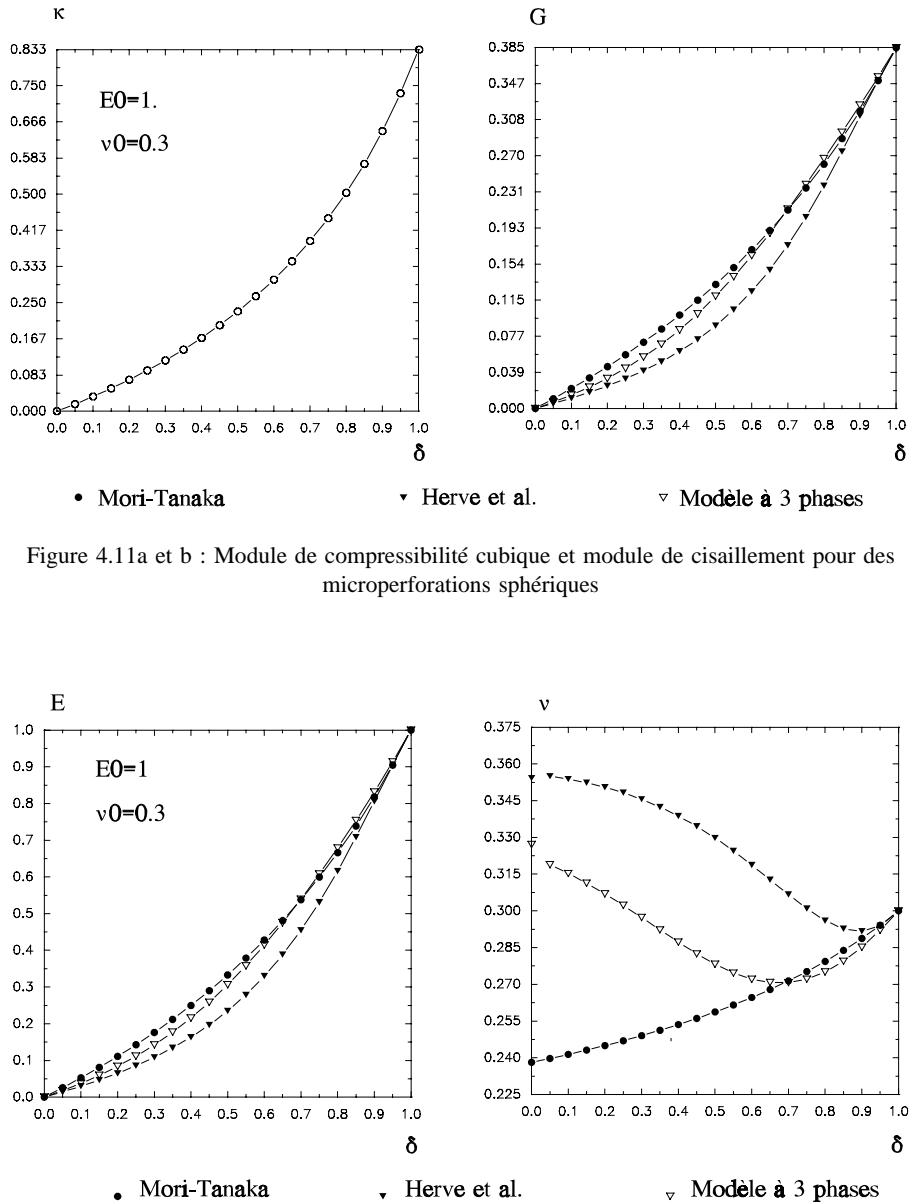 κ
0.833
0.750
0.666
0.583
0.500
0.417
0.333
0.250
0.167
0.083
0.000
E0=1.
ν0=0.3
0.0 0.1 0.2 0.3 0.4 0.5 0.6 0.7 0.8 0.9 1.0
δ
G
0.385
0.347
0.308
0.270
0.231
0.193
0.154
0.115
0.077
0.039
0.000
0.0 0.1 0.2 0.3 0.4 0.5 0.6 0.7 0.8 0.9 1.0
δ
Mori-Tanaka Herve et al. Modèle à 3 phases
Figure 4.11a et b : Module de compressibilité cubique et module de cisaillement pour des
microperforations sphériques
E
1.0
0.9
0.8
0.7
0.6
0.5
0.4
0.3
0.2
0.1
0.0
E0=1
ν0=0.3
0.0 0.1 0.2 0.3 0.4 0.5 0.6 0.7 0.8 0.9 1.0
δ
ν
0.375
0.360
0.345
0.330
0.315
0.300
0.285
0.270
0.255
0.240
0.225
0.0 0.1 0.2 0.3 0.4 0.5 0.6 0.7 0.8 0.9 1.0
δ
Mori-Tanaka Herve et al. Modèle à 3 phases